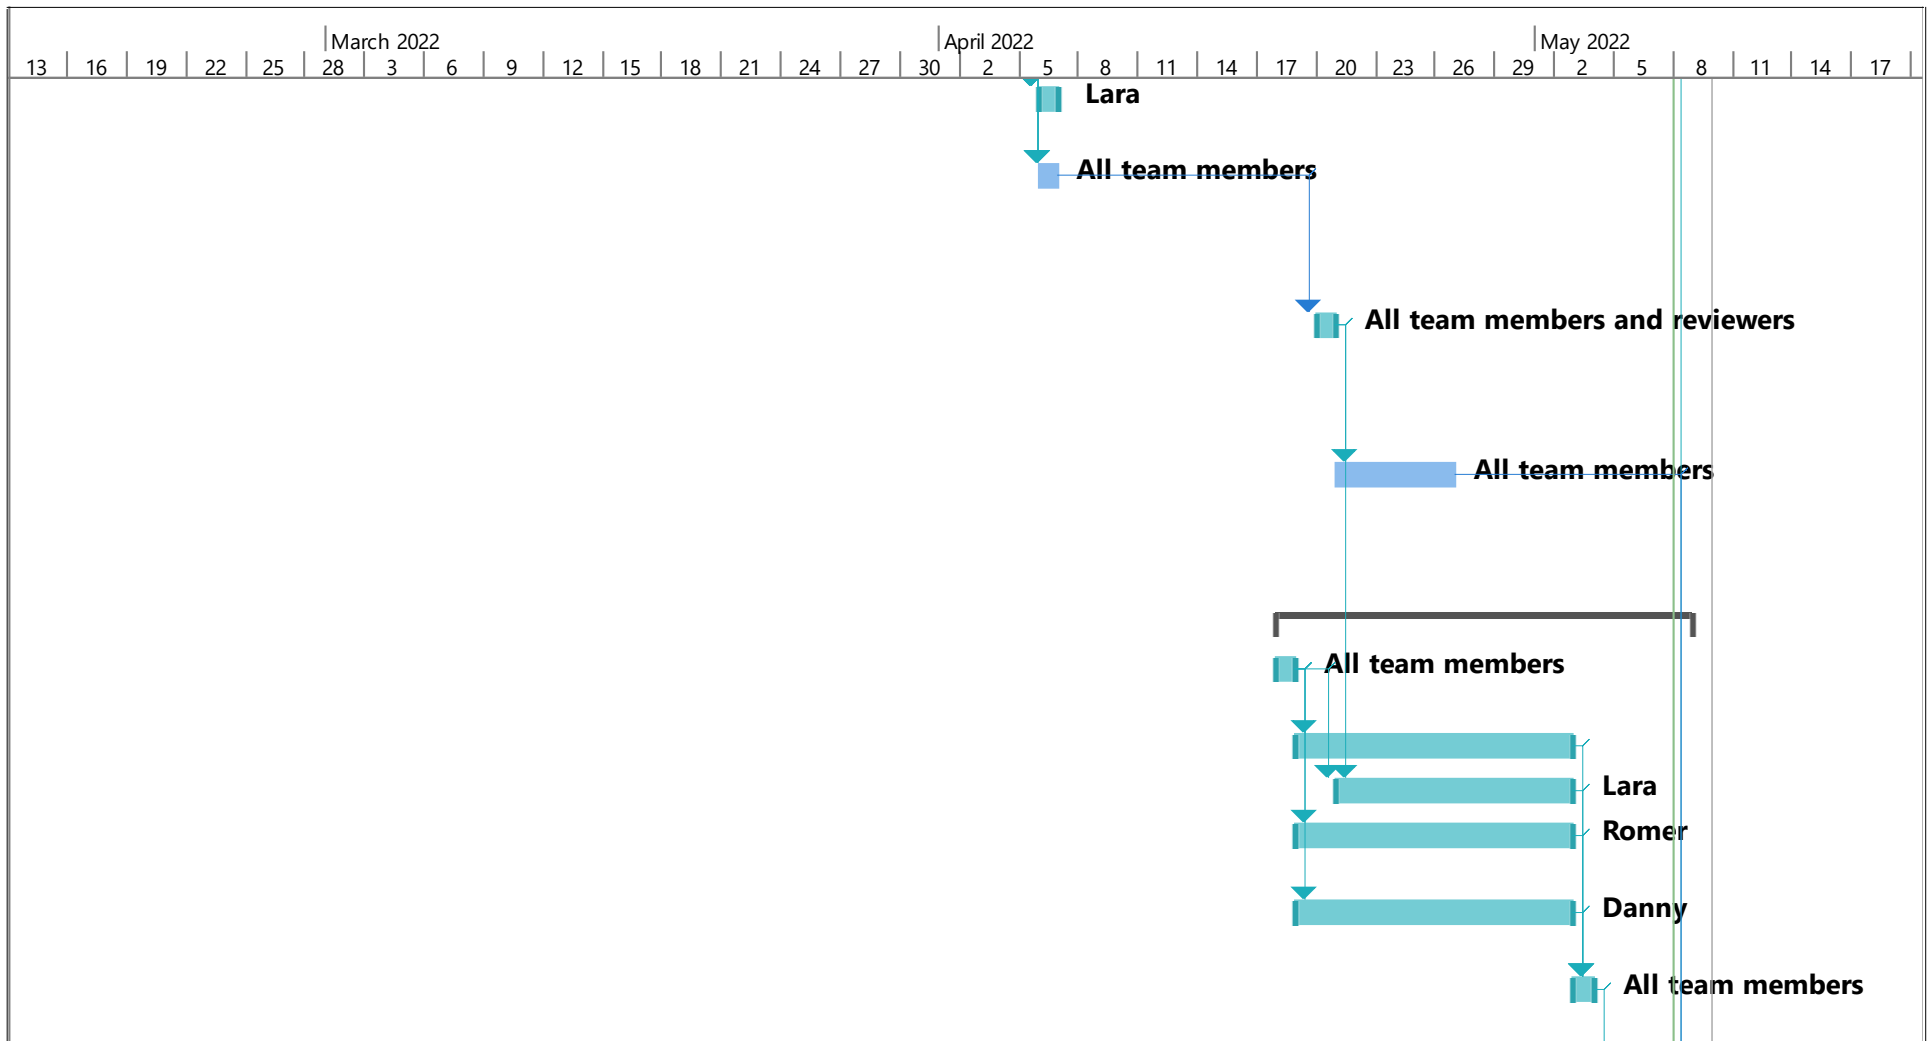 March 2022 April 2022 May 2022
13 16 19 22 25 28 3 6 9 12 15 18 21 24 27 30 2 5 8 11 14 17 20 23 26 29 2 5 8 11 14 17
Lara
All team members
All team members and reviewers
All team members
All team members
Lara
Romer
Danny
All team members